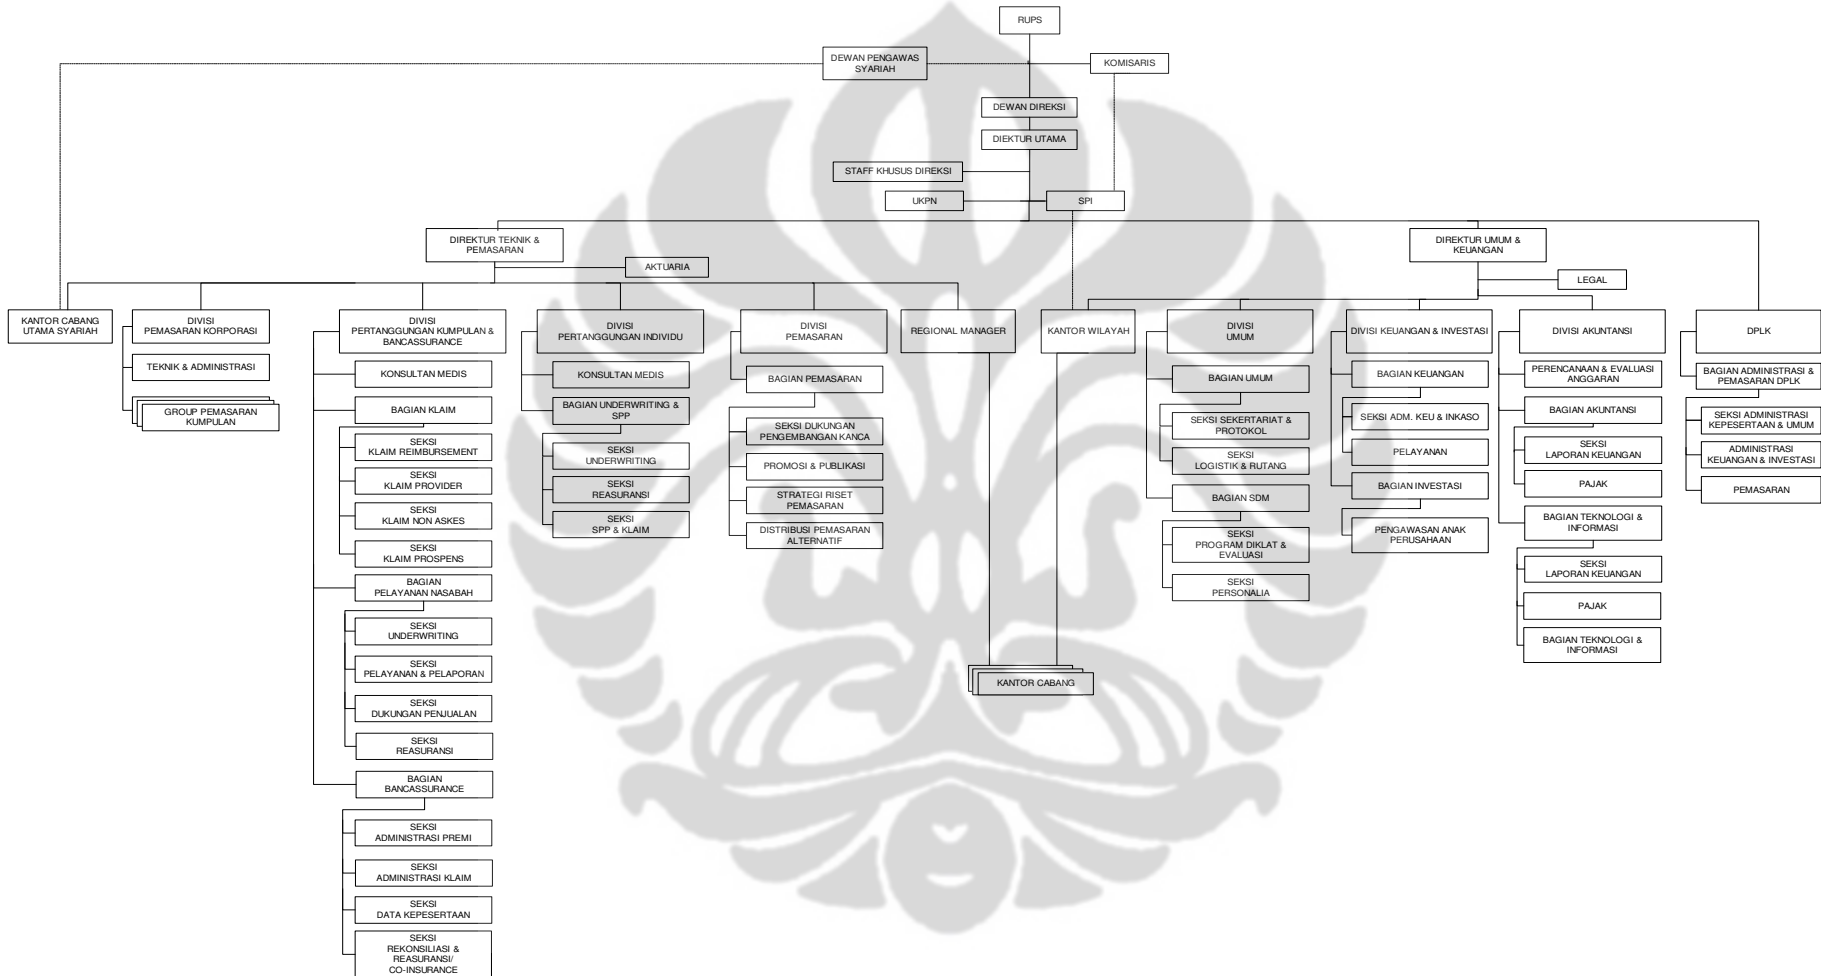 RUPS
DEWAN PENGAWAS
SYARIAH
KOMISARIS
DEWAN DIREKSI
DIEKTUR UTAMA
STAFF KHUSUS DIREKSI
UKPN
SPI
DIREKTUR TEKNIK &
PEMASARAN
AKTUARIA
DIREKTUR UMUM &
KEUANGAN
LEGAL
KANTOR CABANG
UTAMA SYARIAH
DIVISI
PEMASARAN KORPORASI
TEKNIK & ADMINISTRASI
GROUP PEMASARAN
KUMPULAN
DIVISI
PERTANGGUNGAN KUMPULAN &
BANCASSURANCE
KONSULTAN MEDIS
BAGIAN KLAIM
SEKSI
KLAIM REIMBURSEMENT
SEKSI
KLAIM PROVIDER
SEKSI
KLAIM NON ASKES
SEKSI
KLAIM PROSPENS
BAGIAN
PELAYANAN NASABAH
SEKSI
UNDERWRITING
SEKSI
PELAYANAN & PELAPORAN
SEKSI
DUKUNGAN PENJUALAN
SEKSI
REASURANSI
BAGIAN
BANCASSURANCE
SEKSI
ADMINISTRASI PREMI
SEKSI
ADMINISTRASI KLAIM
SEKSI
DATA KEPESERTAAN
SEKSI
REKONSILIASI &
REASURANSI/
CO-INSURANCE
DIVISI
PERTANGGUNGAN INDIVIDU
KONSULTAN MEDIS
BAGIAN UNDERWRITING &
SPP
SEKSI
UNDERWRITING
SEKSI
REASURANSI
SEKSI
SPP & KLAIM
DIVISI
PEMASARAN
BAGIAN PEMASARAN
SEKSI DUKUNGAN
PENGEMBANGAN KANCA
PROMOSI & PUBLIKASI
STRATEGI RISET
PEMASARAN
DISTRIBUSI PEMASARAN
ALTERNATIF
REGIONAL MANAGER
KANTOR WILAYAH
KANTOR CABANG
DIVISI
UMUM
BAGIAN UMUM
SEKSI SEKERTARIAT &
PROTOKOL
SEKSI
LOGISTIK & RUTANG
BAGIAN SDM
SEKSI
PROGRAM DIKLAT &
EVALUASI
SEKSI
PERSONALIA
DIVISI KEUANGAN & INVESTASI
BAGIAN KEUANGAN
SEKSI ADM. KEU & INKASO
PELAYANAN
BAGIAN INVESTASI
PENGAWASAN ANAK
PERUSAHAAN
DIVISI AKUNTANSI
PERENCANAAN & EVALUASI
ANGGARAN
BAGIAN AKUNTANSI
SEKSI
LAPORAN KEUANGAN
PAJAK
BAGIAN TEKNOLOGI &
INFORMASI
SEKSI
LAPORAN KEUANGAN
PAJAK
BAGIAN TEKNOLOGI &
INFORMASI
DPLK
BAGIAN ADMINISTRASI &
PEMASARAN DPLK
SEKSI ADMINISTRASI
KEPESERTAAN & UMUM
ADMINISTRASI
KEUANGAN & INVESTASI
PEMASARAN